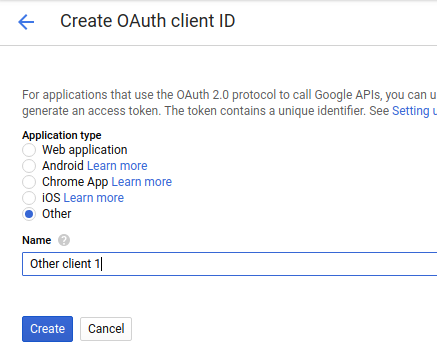 Create OAuth client ID
For applications that use the OAuth 2.0 protocol to call Google APIs, you can u
generate an access token. The token contains a unique identifier. See Setting u
Application type
Web application
Android Learn more
Chrome App Learn more
iOS Learn more
Other
Name ?
Other client 1
Create Cancel